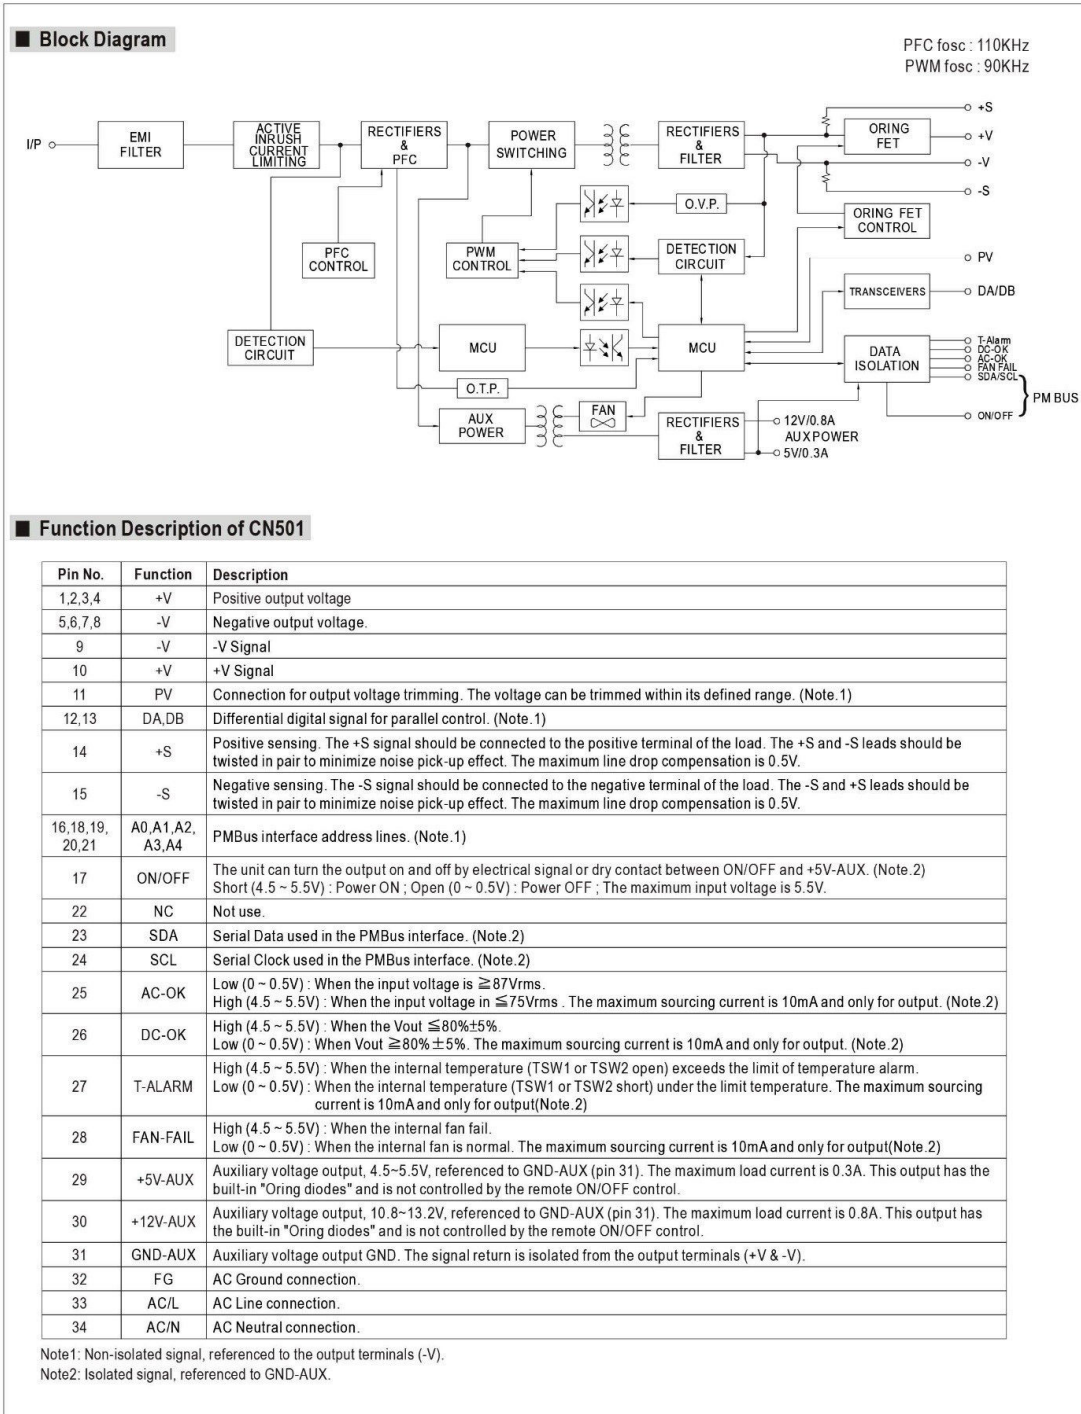 ■ Block Diagram
PFC fosc : 110KHz
PWM fosc : 90KHz
I/P
EMI
FILTER
ACTIVE
INRUSH
CURRENT
LIMITING
RECTIFIERS
&
PFC
POWER
SWITCHING
RECTIFIERS
&
FILTER
ORING
FET
+S
+V
-V
-S
O.V.P.
ORING FET
CONTROL
PFC
CONTROL
PWM
CONTROL
DETECTION
CIRCUIT
PV
TRANSCEIVERS
DA/DB
DETECTION
CIRCUIT
MCU
MCU
DATA
ISOLATION
T-Alarm
DC-OK
AC-OK
FAN FAIL
SDA/SCL
ON/OFF
PM BUS
O.T.P.
AUX
POWER
FAN
RECTIFIERS
&
FILTER
12V/0.8A
AUX POWER
5V/0.3A
■ Function Description of CN501
Pin No. Function Description
1,2,3,4 +V Positive output voltage
5,6,7,8 -V Negative output voltage.
9 -V -V Signal
10 +V +V Signal
11 PV Connection for output voltage trimming. The voltage can be trimmed within its defined range. (Note.1)
12,13 DA,DB Differential digital signal for parallel control. (Note.1)
14 +S Positive sensing. The +S signal should be connected to the positive terminal of the load. The +S and -S leads should be
twisted in pair to minimize noise pick-up effect. The maximum line drop compensation is 0.5V.
15 -S Negative sensing. The -S signal should be connected to the negative terminal of the load. The -S and +S leads should be
twisted in pair to minimize noise pick-up effect. The maximum line drop compensation is 0.5V.
16,18,19, A0,A1,A2, PMBus interface address lines. (Note.1)
20,21 A3,A4
17 ON/OFF The unit can turn the output on and off by electrical signal or dry contact between ON/OFF and +5V-AUX. (Note.2)
Short (4.5 ~ 5.5V) : Power ON ; Open (0 ~ 0.5V) : Power OFF ; The maximum input voltage is 5.5V.
22 NC Not use.
23 SDA Serial Data used in the PMBus interface. (Note.2)
24 SCL Serial Clock used in the PMBus interface. (Note.2)
25 AC-OK Low (0 ~ 0.5V) : When the input voltage is ≧87Vrms.
High (4.5 ~ 5.5V) : When the input voltage in ≦75Vrms . The maximum sourcing current is 10mA and only for output. (Note.2)
26 DC-OK High (4.5 ~ 5.5V) : When the Vout ≦80%±5%.
Low (0 ~ 0.5V) : When Vout ≧80%±5%. The maximum sourcing current is 10mA and only for output. (Note.2)
27 T-ALARM High (4.5 ~ 5.5V) : When the internal temperature (TSW1 or TSW2 open) exceeds the limit of temperature alarm.
Low (0 ~ 0.5V) : When the internal temperature (TSW1 or TSW2 short) under the limit temperature. The maximum sourcing
current is 10mA and only for output(Note.2)
28 FAN-FAIL High (4.5 ~ 5.5V) : When the internal fan fail.
Low (0 ~ 0.5V) : When the internal fan is normal. The maximum sourcing current is 10mA and only for output(Note.2)
29 +5V-AUX Auxiliary voltage output, 4.5~5.5V, referenced to GND-AUX (pin 31). The maximum load current is 0.3A. This output has the
built-in "Oring diodes" and is not controlled by the remote ON/OFF control.
30 +12V-AUX Auxiliary voltage output, 10.8~13.2V, referenced to GND-AUX (pin 31). The maximum load current is 0.8A. This output has
the built-in "Oring diodes" and is not controlled by the remote ON/OFF control.
31 GND-AUX Auxiliary voltage output GND. The signal return is isolated from the output terminals (+V & -V).
32 FG AC Ground connection.
33 AC/L AC Line connection.
34 AC/N AC Neutral connection.
Note1: Non-isolated signal, referenced to the output terminals (-V).
Note2: Isolated signal, referenced to GND-AUX.